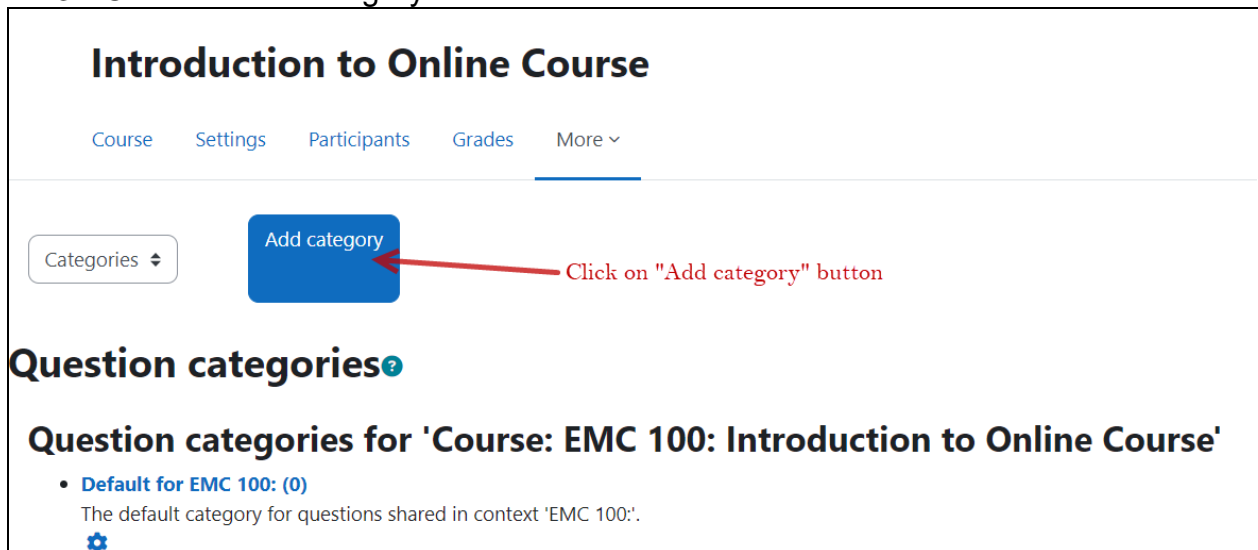 Introduction to Online Course
Course Settings Participants Grades More
Categories
Add category
Click on "Add category" button
Question categories
Question categories for 'Course: EMC 100: Introduction to Online Course'
Default for EMC 100: (0)
The default category for questions shared in context 'EMC 100:'.